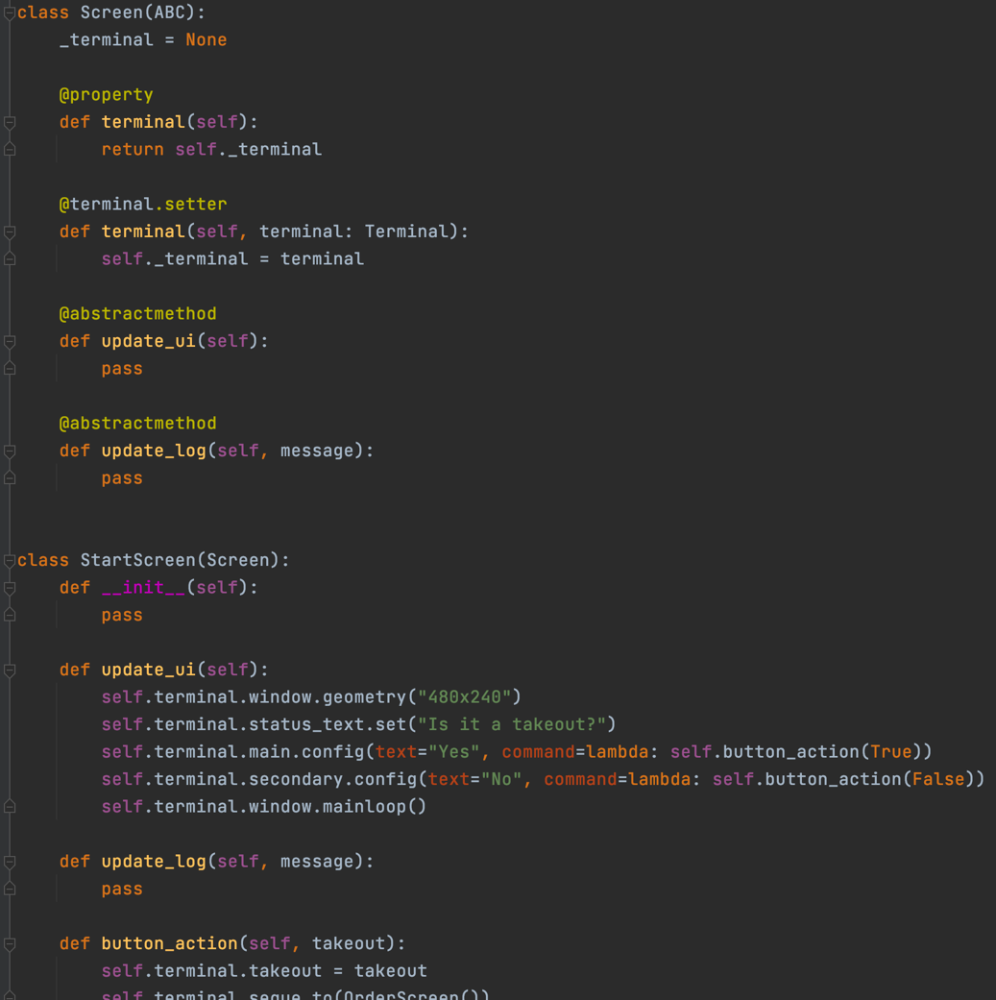 class Screen(ABC):
    _terminal = None

    @property
    def terminal(self):
        return self._terminal

    @terminal.setter
    def terminal(self, terminal: Terminal):
        self._terminal = terminal

    @abstractmethod
    def update_ui(self):
        pass

    @abstractmethod
    def update_log(self, message):
        pass


class StartScreen(Screen):
    def __init__(self):
        pass

    def update_ui(self):
        self.terminal.window.geometry("480x240")
        self.terminal.status_text.set("Is it a takeout?")
        self.terminal.main.config(text="Yes", command=lambda: self.button_action(True))
        self.terminal.secondary.config(text="No", command=lambda: self.button_action(False))
        self.terminal.window.mainloop()

    def update_log(self, message):
        pass

    def button_action(self, takeout):
        self.terminal.takeout = takeout
        self.terminal.segue_to(OrderScreen())